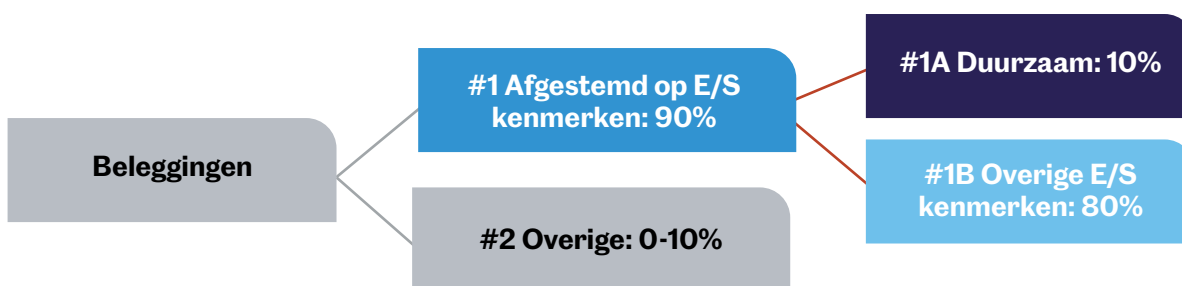 Beleggingen
#1 Afgestemd op E/S
kenmerken: 90%
#2 Overige: 0-10%
#1A Duurzaam: 10%
#1B Overige E/S
kenmerken: 80%